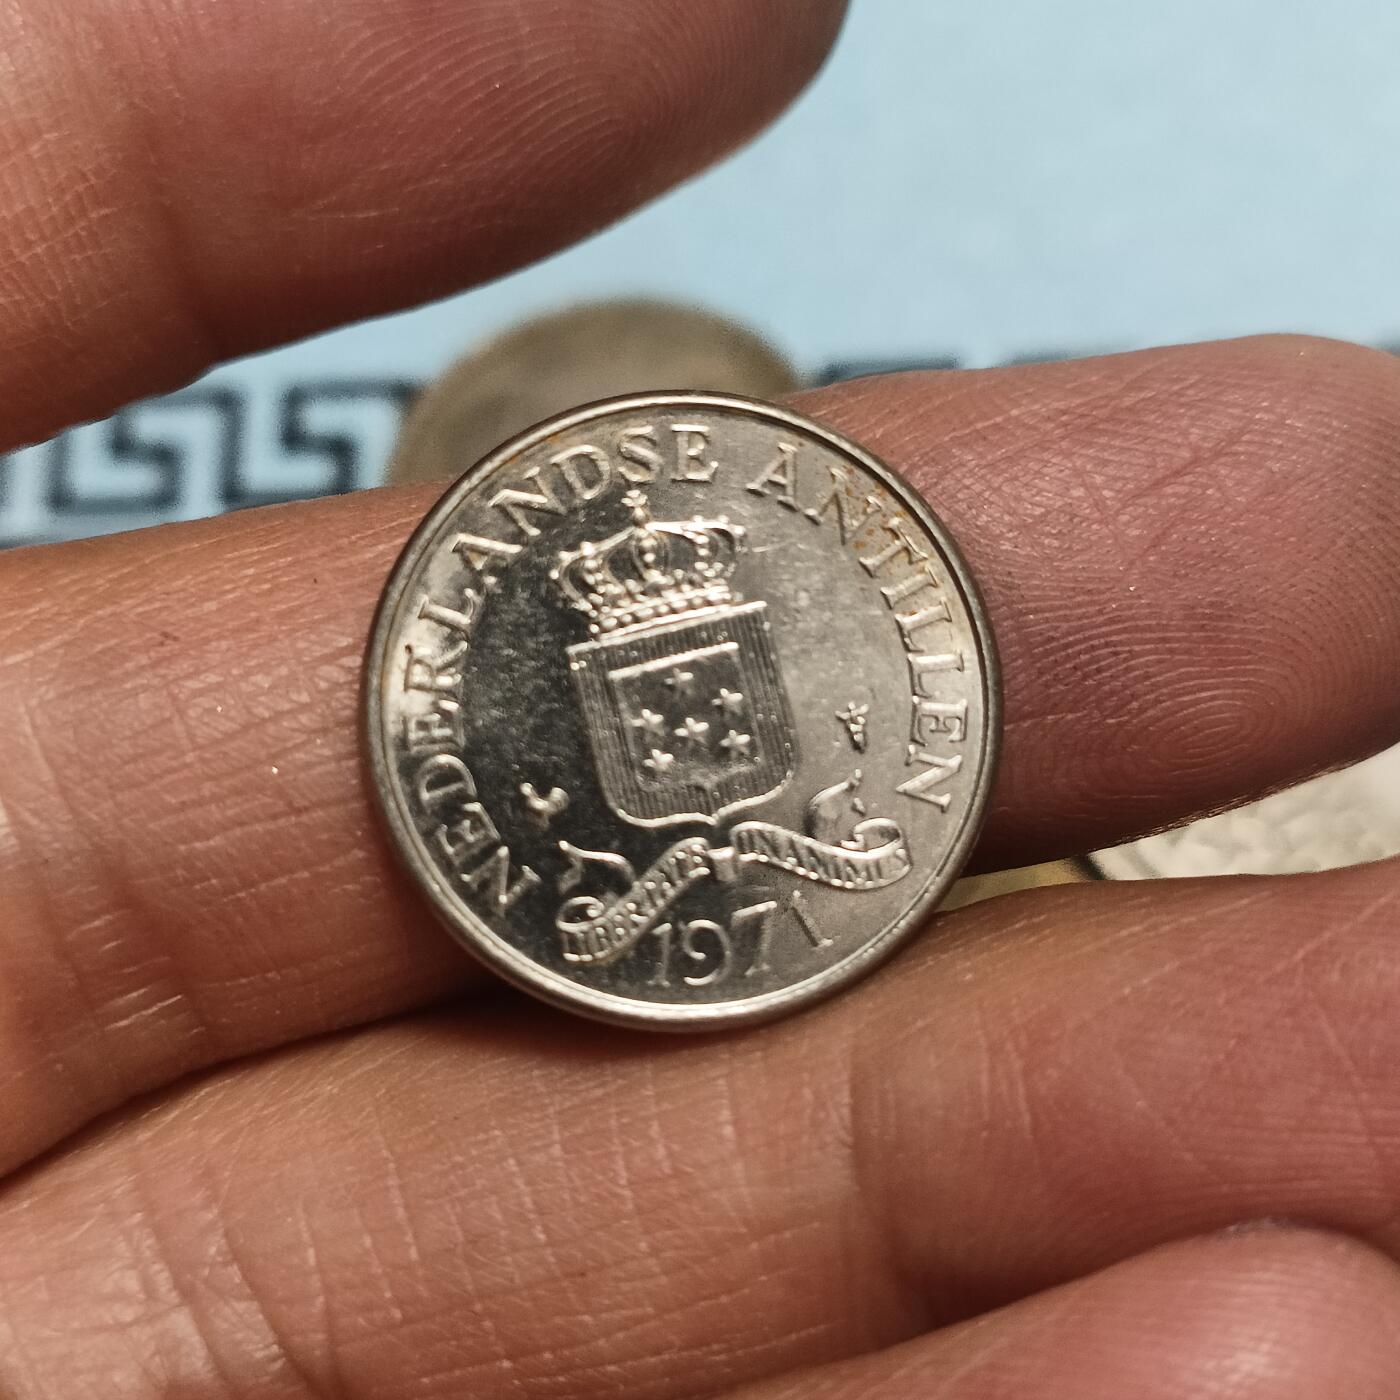 NEDERLANDSE ANTILLEN
LIBERTATE UNANIMUS
1971